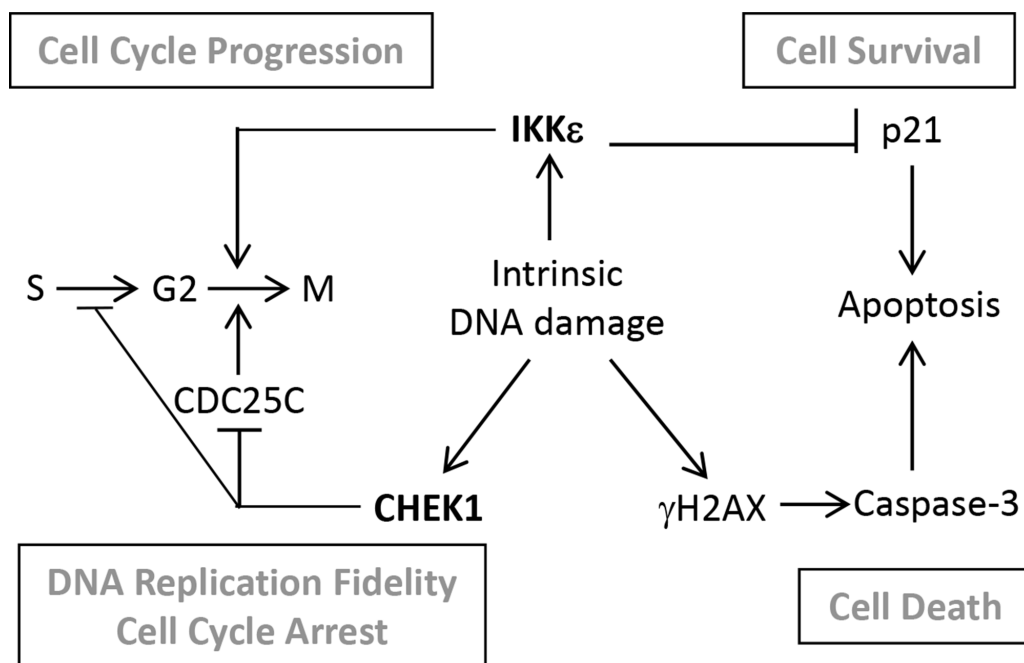 Cell Cycle Progression
Cell Survival
IKKε
p21
S
G2
M
Intrinsic
DNA damage
Apoptosis
CDC25C
CHEK1
γH2AX
Caspase-3
DNA Replication Fidelity
Cell Cycle Arrest
Cell Death